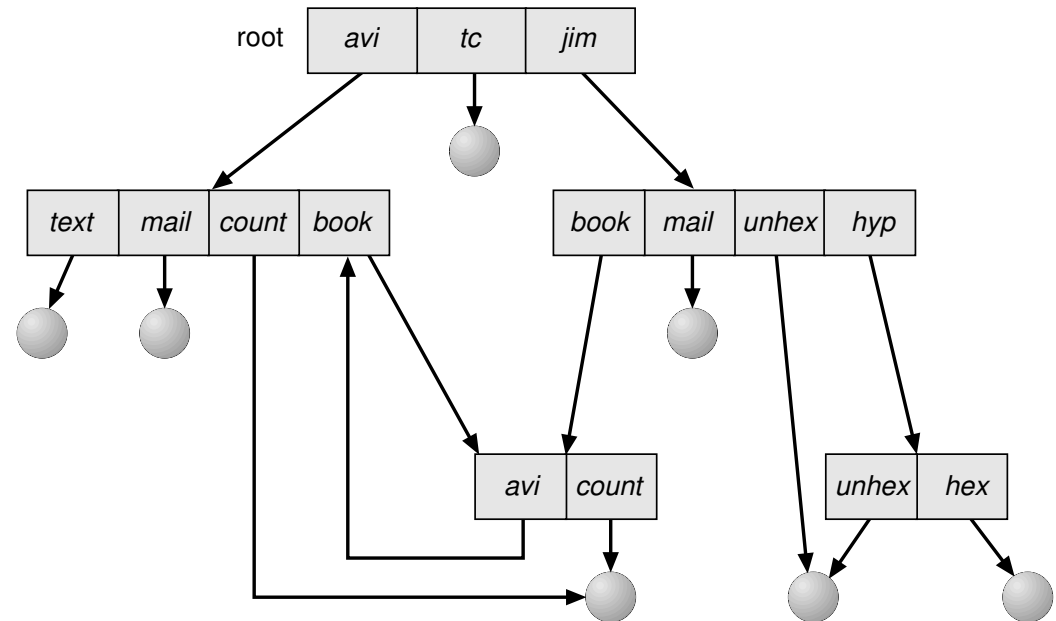 root avi tc jim
text mail count book
book mail unhex hyp
avi count
unhex hex